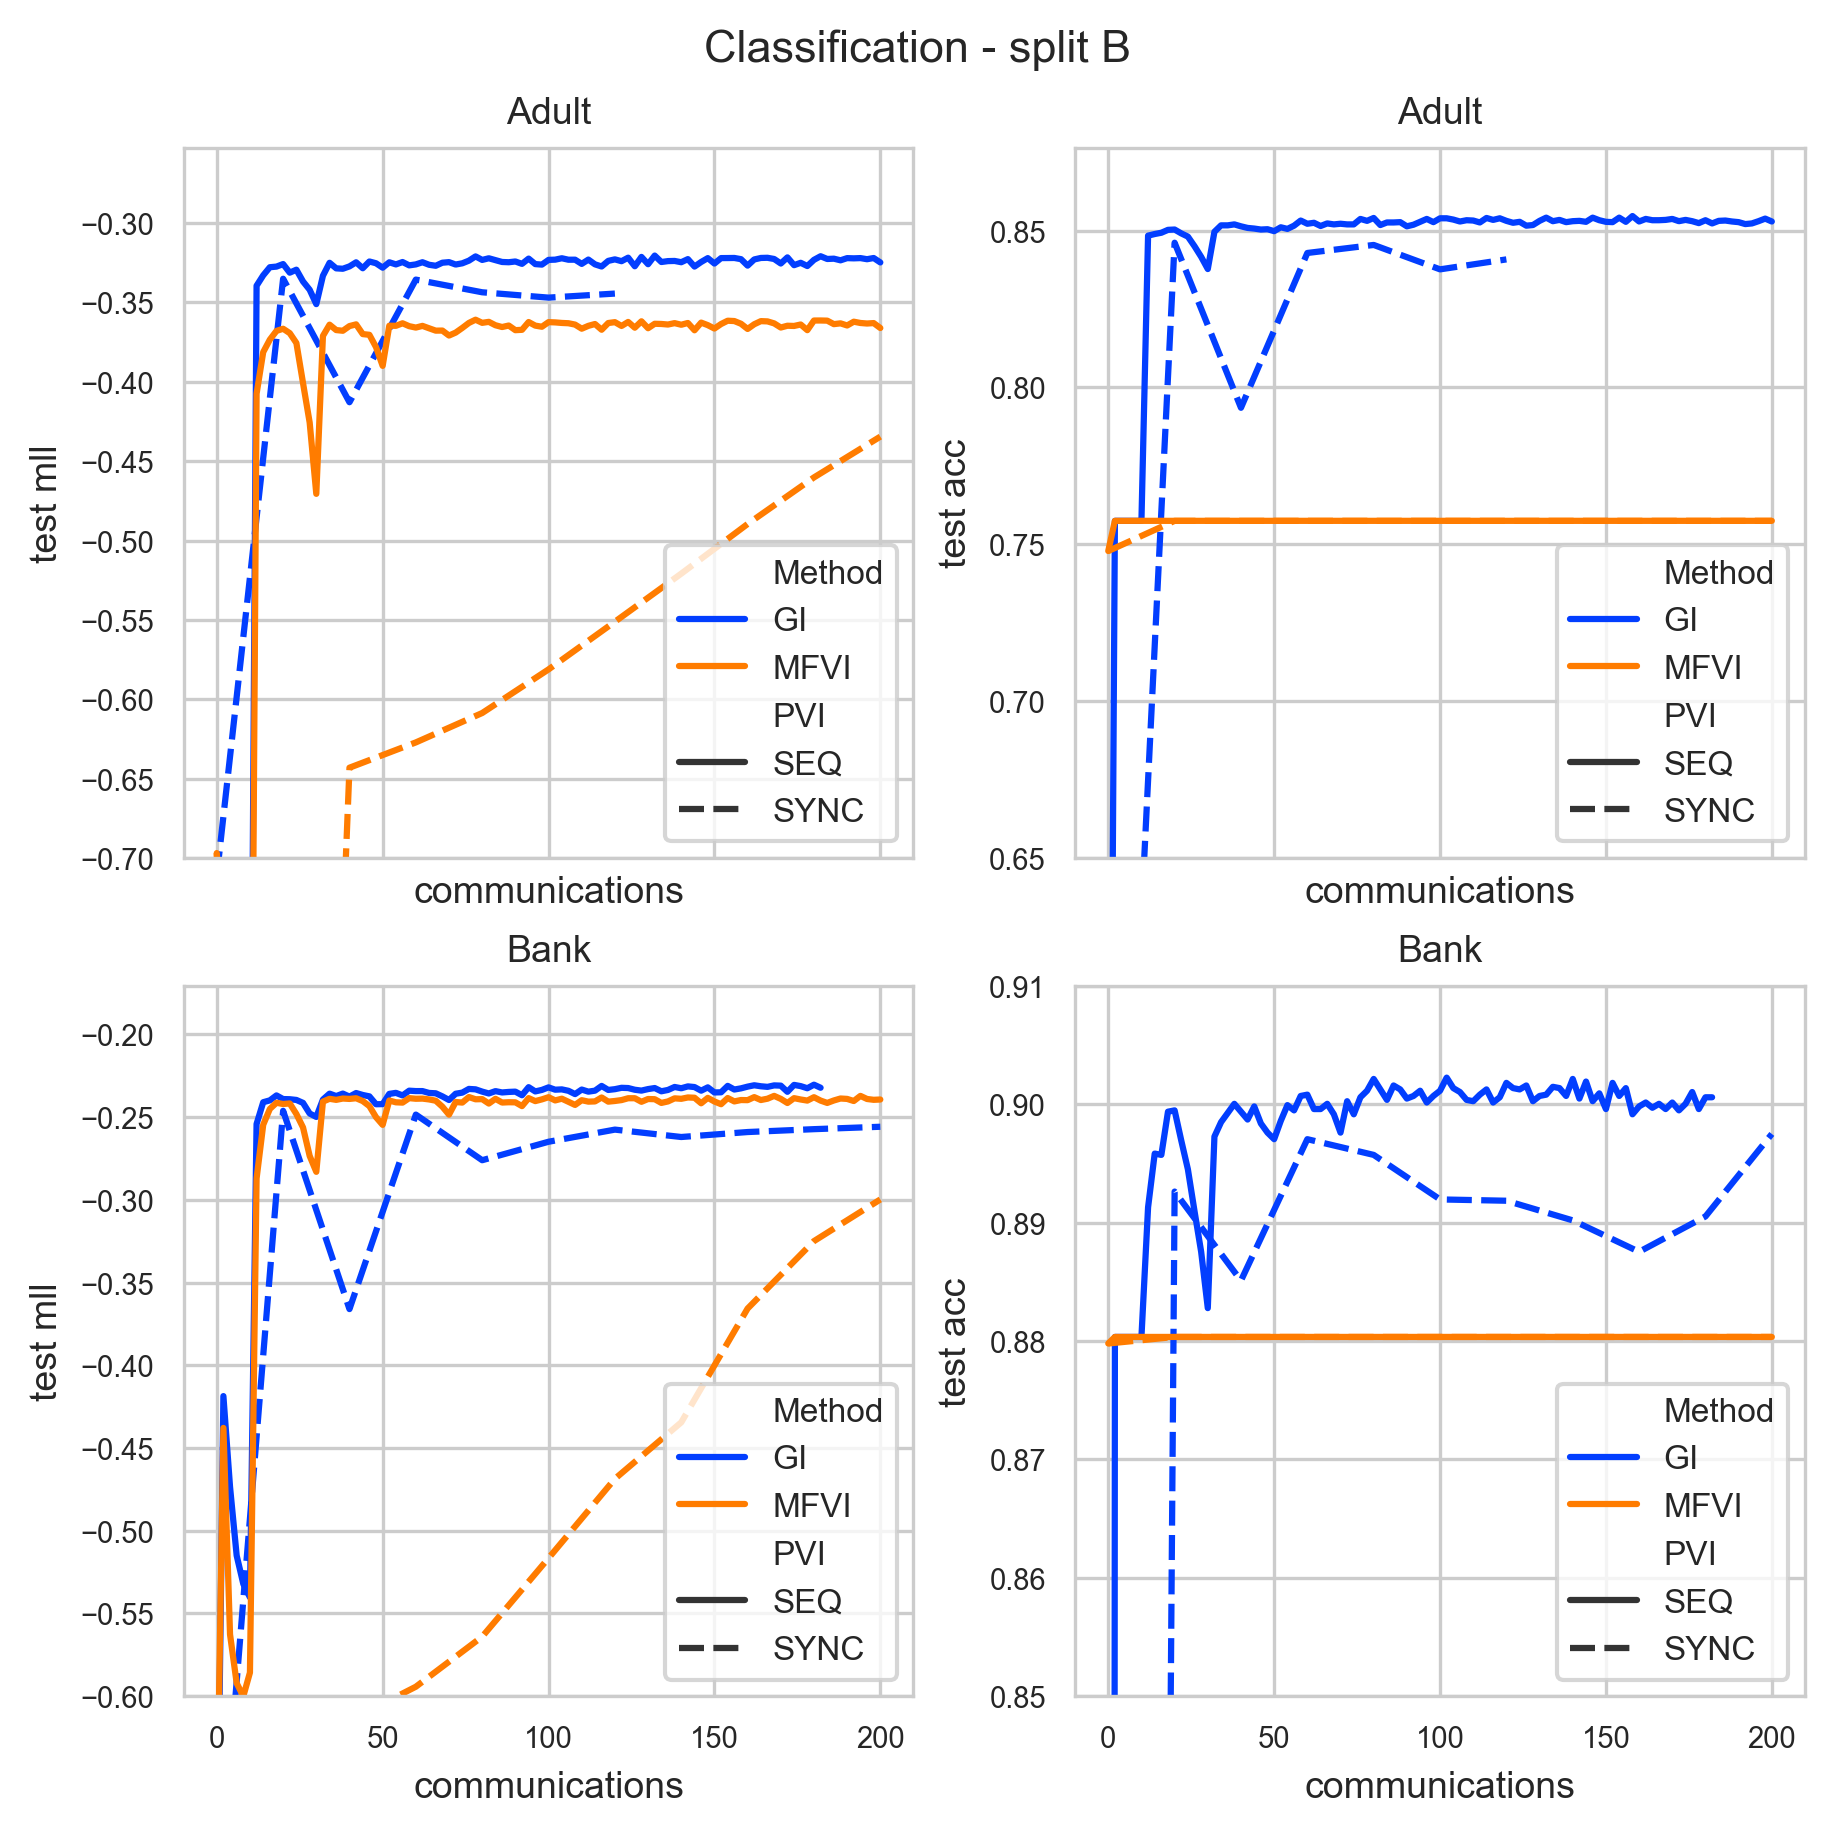 Classification - split B
Adult
test mll
−0.30
−0.35
−0.40
−0.45
−0.50
−0.55
−0.60
−0.65
−0.70
communications
Method
GI
MFVI
PVI
SEQ
SYNC
Adult
test acc
0.85
0.80
0.75
0.70
0.65
communications
Method
GI
MFVI
PVI
SEQ
SYNC
Bank
test mll
−0.20
−0.25
−0.30
−0.35
−0.40
−0.45
−0.50
−0.55
−0.60
0 50 100 150 200
communications
Method
GI
MFVI
PVI
SEQ
SYNC
Bank
test acc
0.91
0.90
0.89
0.88
0.87
0.86
0.85
0 50 100 150 200
communications
Method
GI
MFVI
PVI
SEQ
SYNC